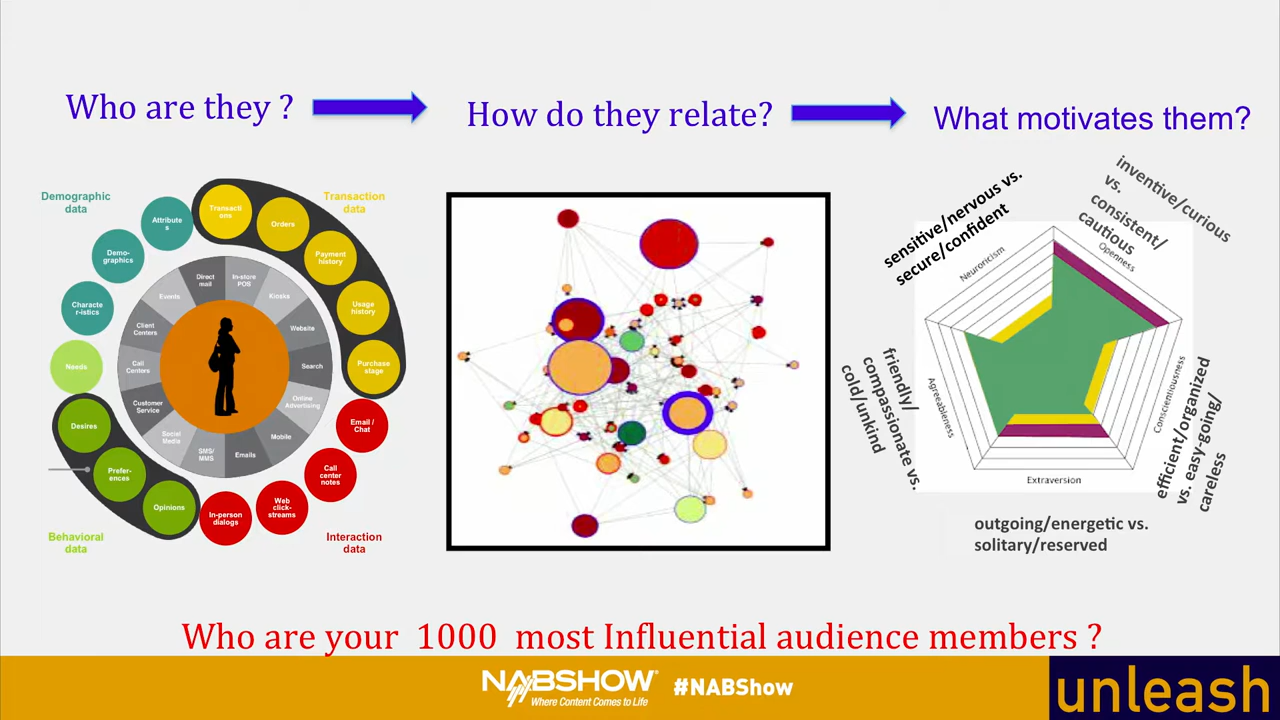 Who are they ?
How do they relate?
What motivates them?
Demographic
data
Transaction
data
Behavioral
data
Interaction
data
Attribute
s
Demo-
graphics
Characte
r-istics
Needs
Desires
Prefer-
ences
Opinions
Transacti
ons
Orders
Payment
history
Usage
history
Purchase
stage
Email /
Chat
Call
center
notes
Web
click-
streams
In-person
dialogs
Direct
mail
In-store
POS
Kiosks
Website
Search
Online
Advertising
Mobile
Emails
SMS/
MMS
Social
Media
Customer
Service
Call
Centers
Client
Centers
Events
sensitive/nervous vs.
secure/confident
inventive/curious
vs.
consistent/
cautious
Neuroricism
Openness
friendly/
compassionate vs.
cold/unkind
Agreeableness
Conscientiousness
efficient/organized
vs. easy-going/
careless
Extraversion
outgoing/energetic vs.
solitary/reserved
Who are your 1000 most Influential audience members ?
NABSHOW®
Where Content Comes to Life
#NABShow
unleash